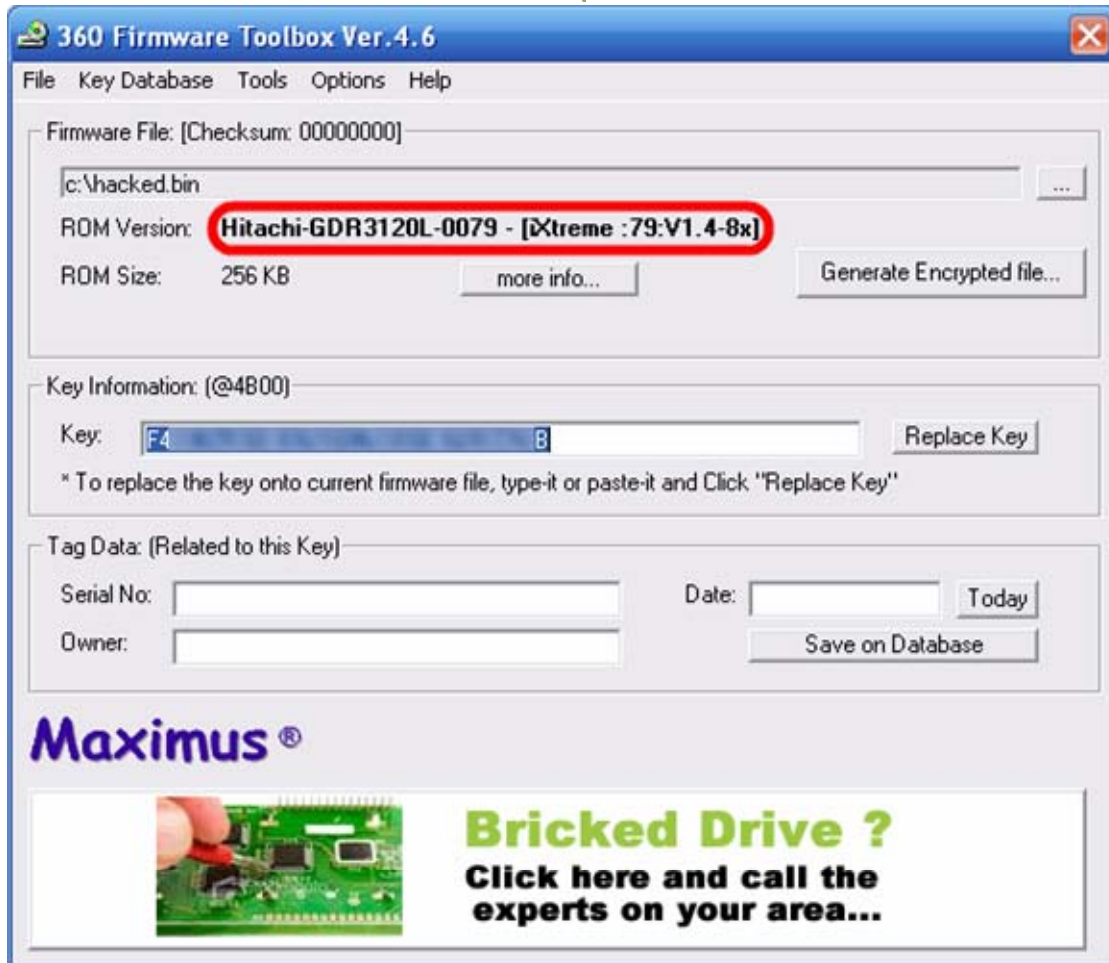 360 Firmware Toolbox Ver.4.6
File Key Database Tools Options Help
Firmware File: [Checksum: 00000000]
c:\hacked.bin
...
ROM Version: Hitachi-GDR3120L-0079 - [iXtreme :79:V1.4-8x]
ROM Size: 256 KB
more info...
Generate Encrypted file...
Key Information: (@4B00)
Key: F4 B
Replace Key
* To replace the key onto current firmware file, type-it or paste-it and Click "Replace Key"
Tag Data: (Related to this Key)
Serial No:
Date:
Today
Owner:
Save on Database
Maximus ®
Bricked Drive ?
Click here and call the
experts on your area...